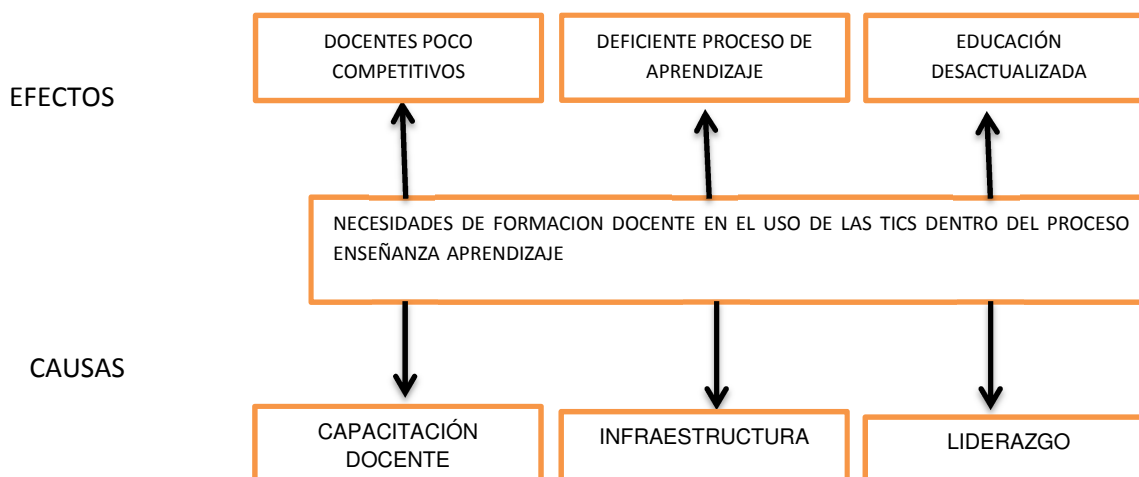 DOCENTES POCO
COMPETITIVOS
DEFICIENTE PROCESO DE
APRENDIZAJE
EDUCACIÓN
DESACTUALIZADA
EFECTOS
NECESIDADES DE FORMACION DOCENTE EN EL USO DE LAS TICS DENTRO DEL PROCESO
ENSEÑANZA APRENDIZAJE
CAUSAS
CAPACITACIÓN
DOCENTE
INFRAESTRUCTURA
LIDERAZGO